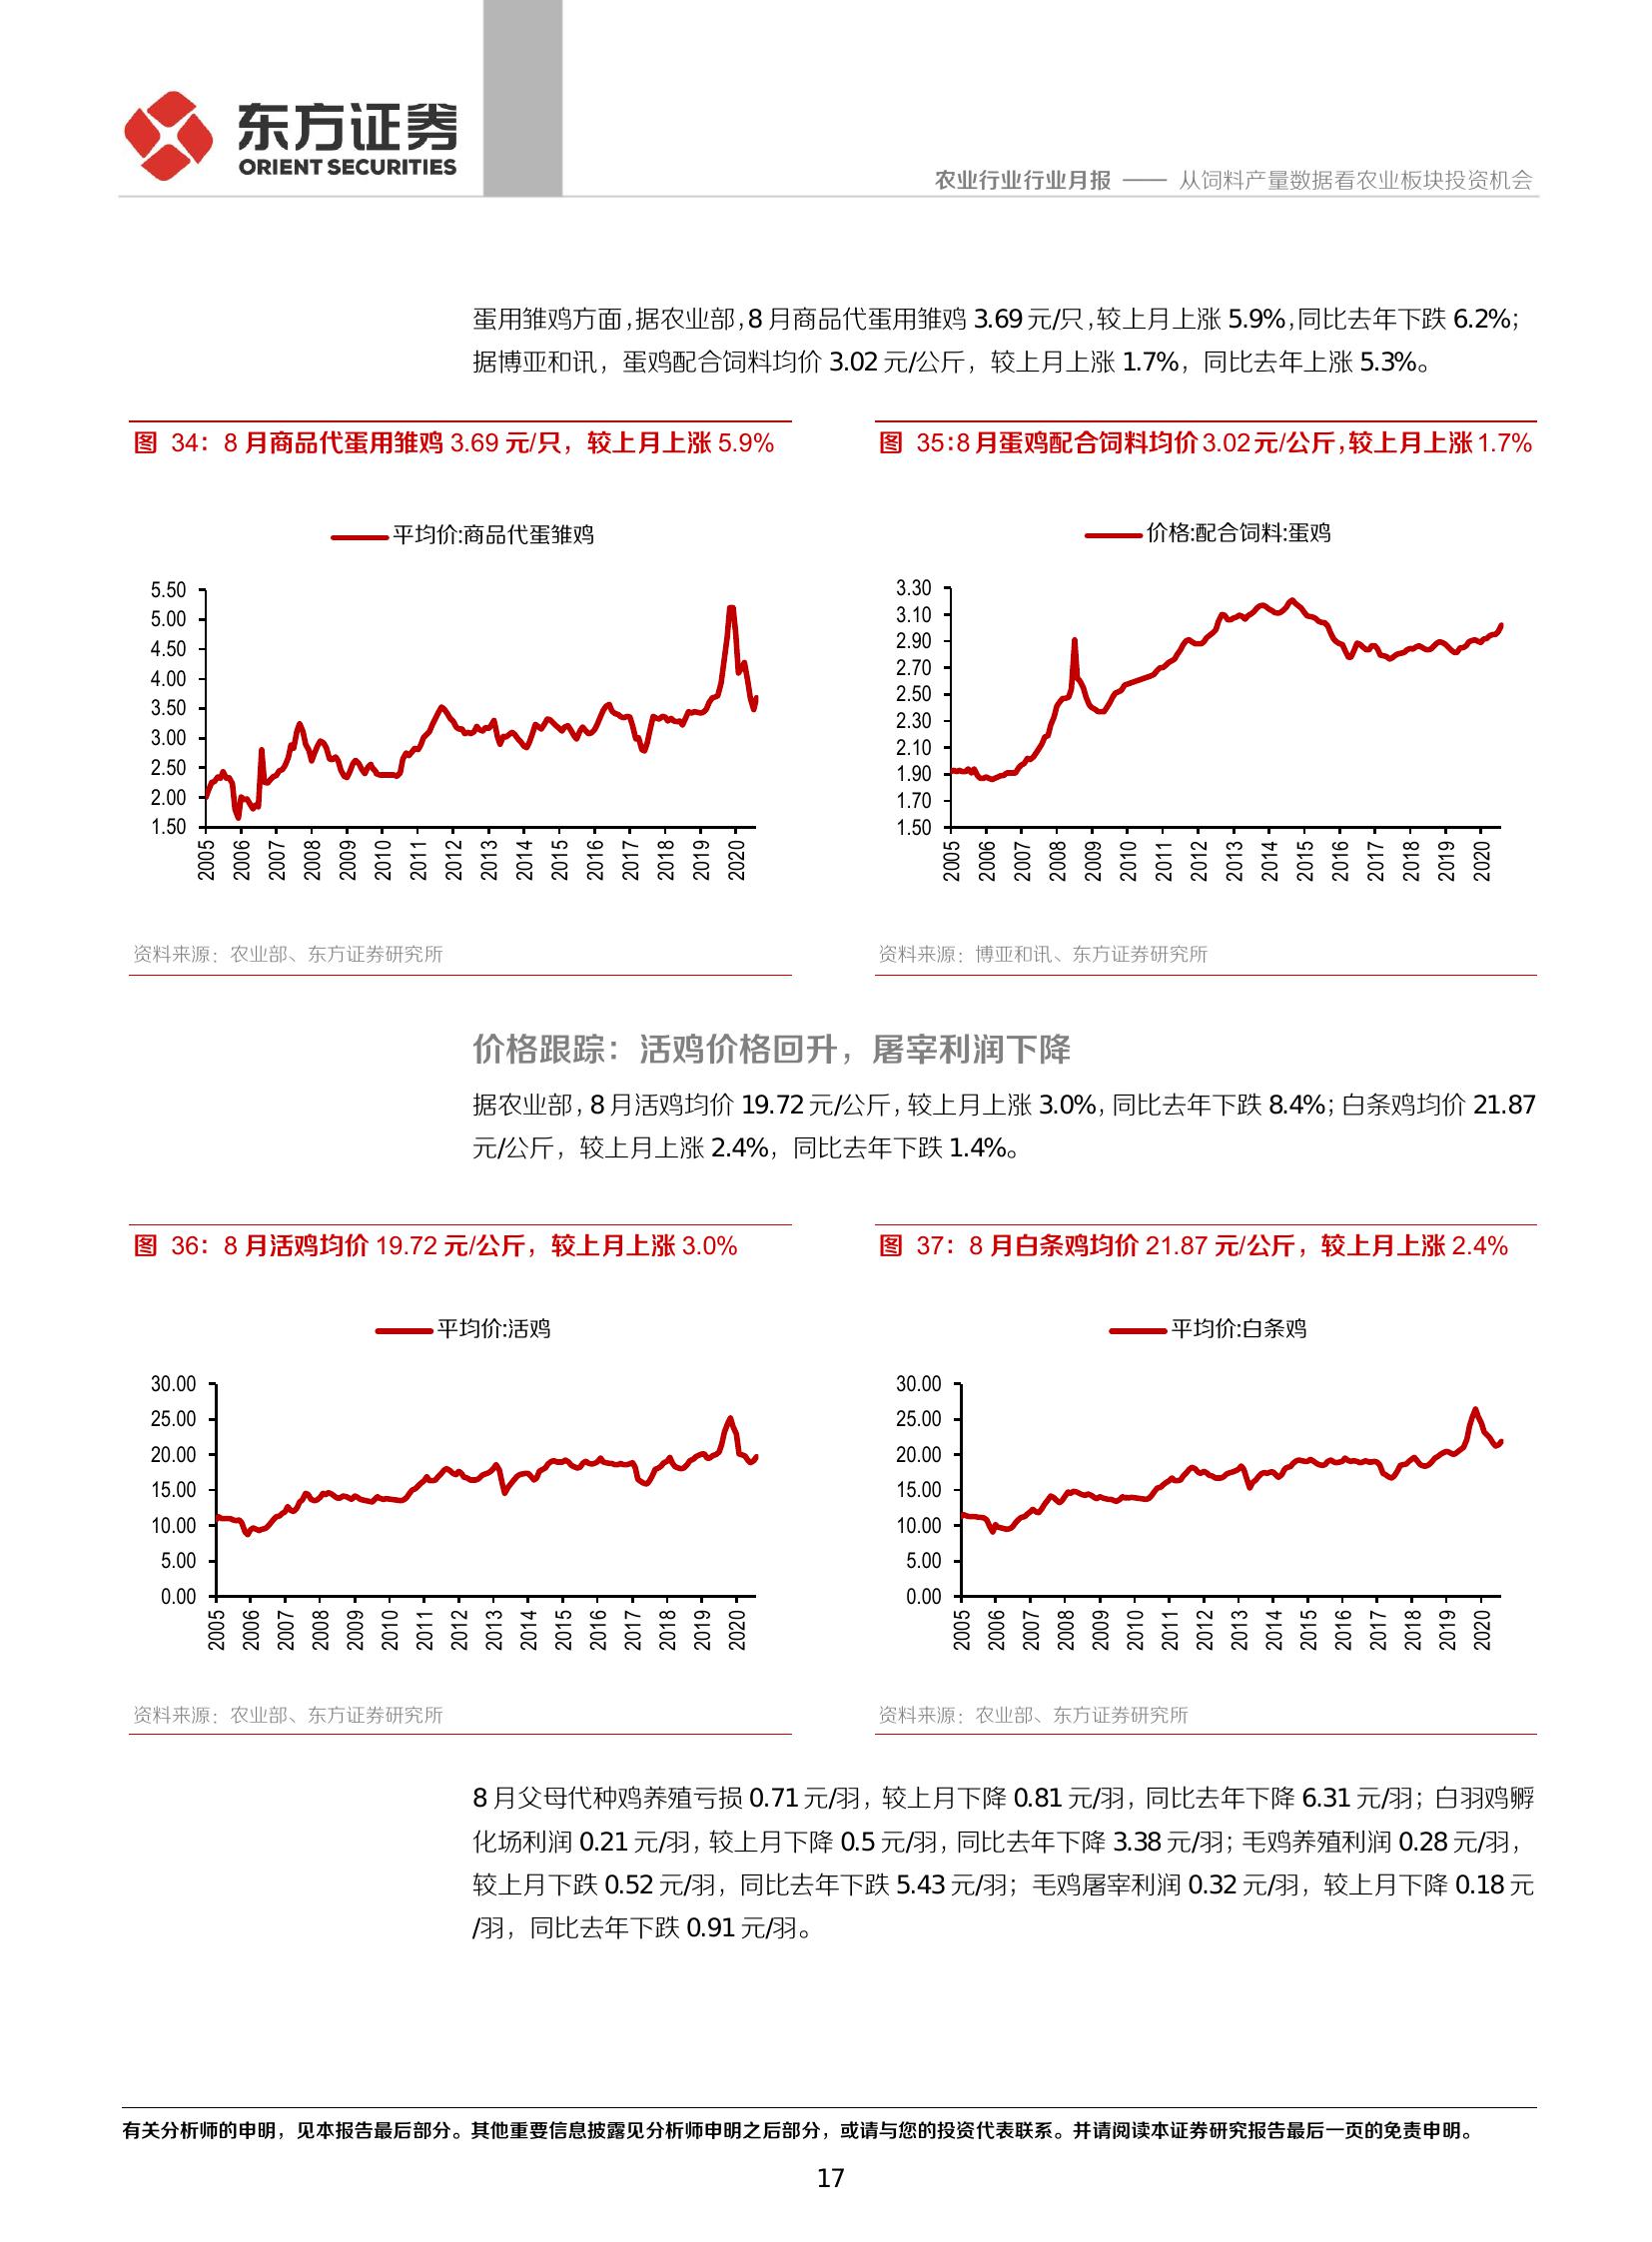 东方证券
ORIENT SECURITIES
农业行业行业月报 —— 从饲料产量数据看农业板块投资机会
蛋用雏鸡方面,据农业部,8 月商品代蛋用雏鸡 3.69 元/只,较上月上涨 5.9%,同比去年下跌 6.2%;
据博亚和讯，蛋鸡配合饲料均价 3.02 元/公斤，较上月上涨 1.7%，同比去年上涨 5.3%。
图 34：8 月商品代蛋用雏鸡 3.69 元/只，较上月上涨 5.9%
平均价:商品代蛋雏鸡
5.50
5.00
4.50
4.00
3.50
3.00
2.50
2.00
1.50
2005 2006 2007 2008 2009 2010 2011 2012 2013 2014 2015 2016 2017 2018 2019 2020
资料来源：农业部、东方证券研究所
图 35：8 月蛋鸡配合饲料均价 3.02 元/公斤，较上月上涨 1.7%
价格:配合饲料:蛋鸡
3.30
3.10
2.90
2.70
2.50
2.30
2.10
1.90
1.70
1.50
2005 2006 2007 2008 2009 2010 2011 2012 2013 2014 2015 2016 2017 2018 2019 2020
资料来源：博亚和讯、东方证券研究所
价格跟踪：活鸡价格回升，屠宰利润下降
据农业部，8 月活鸡均价 19.72 元/公斤，较上月上涨 3.0%，同比去年下跌 8.4%；白条鸡均价 21.87
元/公斤，较上月上涨 2.4%，同比去年下跌 1.4%。
图 36：8 月活鸡均价 19.72 元/公斤，较上月上涨 3.0%
平均价:活鸡
30.00
25.00
20.00
15.00
10.00
5.00
0.00
2005 2006 2007 2008 2009 2010 2011 2012 2013 2014 2015 2016 2017 2018 2019 2020
资料来源：农业部、东方证券研究所
图 37：8 月白条鸡均价 21.87 元/公斤，较上月上涨 2.4%
平均价:白条鸡
30.00
25.00
20.00
15.00
10.00
5.00
0.00
2005 2006 2007 2008 2009 2010 2011 2012 2013 2014 2015 2016 2017 2018 2019 2020
资料来源：农业部、东方证券研究所
8 月父母代种鸡养殖亏损 0.71 元/羽，较上月下降 0.81 元/羽，同比去年下降 6.31 元/羽；白羽鸡孵
化场利润 0.21 元/羽，较上月下降 0.5 元/羽，同比去年下降 3.38 元/羽；毛鸡养殖利润 0.28 元/羽，
较上月下跌 0.52 元/羽，同比去年下跌 5.43 元/羽；毛鸡屠宰利润 0.32 元/羽，较上月下降 0.18 元
/羽，同比去年下跌 0.91 元/羽。
有关分析师的申明，见本报告最后部分。其他重要信息披露见分析师申明之后部分，或请与您的投资代表联系。并请阅读本证券研究报告最后一页的免责申明。
17